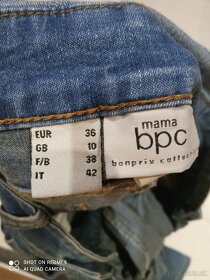 EUR 36
GB 10
F/B 38
IT 42
mama
bpc
bonprix collection
SHOT ON REDMI 9
AI QUAD CAMERA